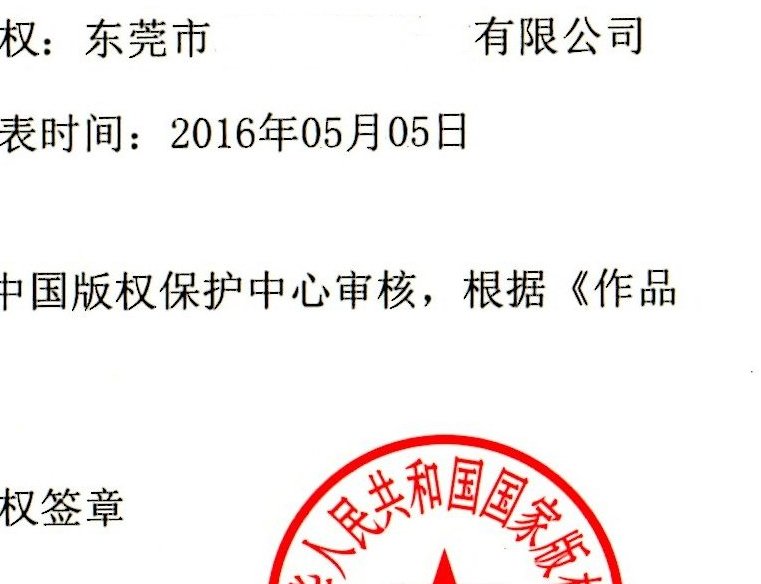 权：东莞市 有限公司
表时间：2016年05月05日
中国版权保护中心审核，根据《作品
权签章
人民共和国国家版